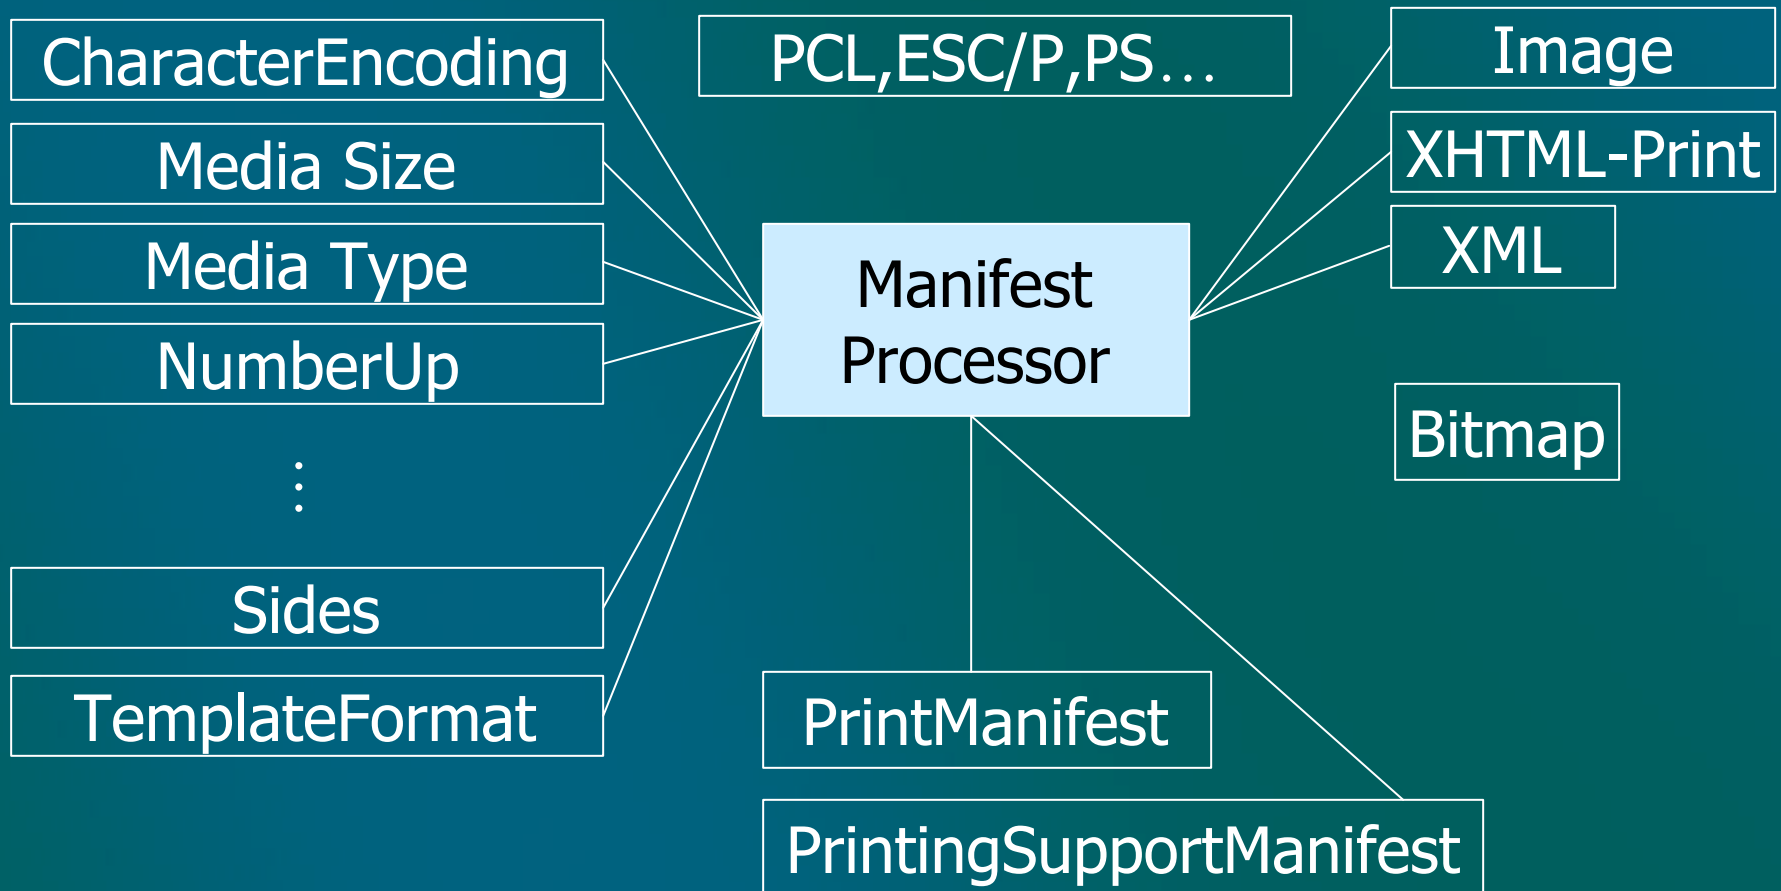 CharacterEncoding
Media Size
Media Type
NumberUp
⋮
Sides
TemplateFormat
PCL,ESC/P,PS…
Manifest
Processor
PrintManifest
PrintingSupportManifest
Image
XHTML-Print
XML
Bitmap